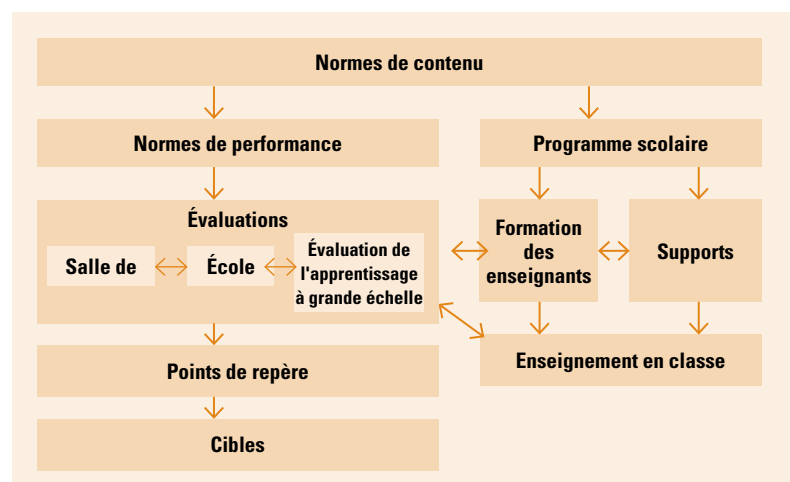 Normes de contenu
Normes de performance
Programme scolaire
Évaluations
Salle de
École
Évaluation de
l'apprentissage
à grande échelle
Formation
des
enseignants
Supports
Points de repère
Enseignement en classe
Cibles